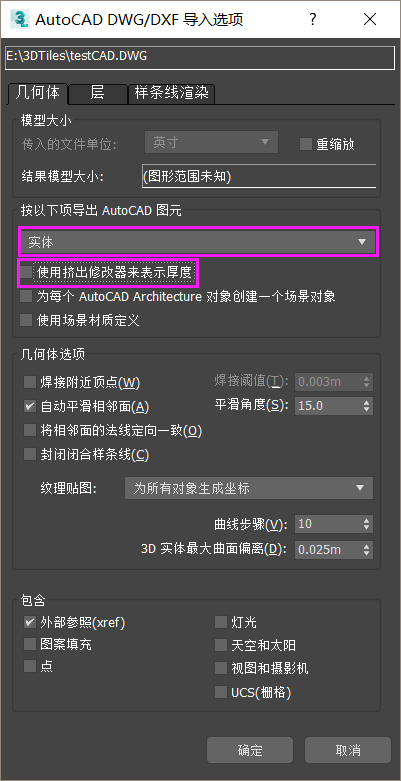 AutoCAD DWG/DXF 导入选项
E:\3DTiles\testCAD.DWG
几何体 层 样条线渲染
模型大小
传入的文件单位: 英寸 重缩放
结果模型大小: (图形范围未知)
按以下项导出 AutoCAD 图元
实体
使用挤出修改器来表示厚度
为每个 AutoCAD Architecture 对象创建一个场景对象
使用场景材质定义
几何体选项
焊接附近顶点(W) 焊接阈值(T): 0.003m
自动平滑相邻面(A) 平滑角度(S): 15.0
将相邻面的法线定向一致(O)
封闭闭合样条线(C)
纹理贴图: 为所有对象生成坐标
曲线步骤(V): 10
3D 实体最大曲面偏离(D): 0.025m
包含
外部参照(xref) 灯光
图案填充 天空和太阳
点 视图和摄影机
UCS(栅格)
确定 取消